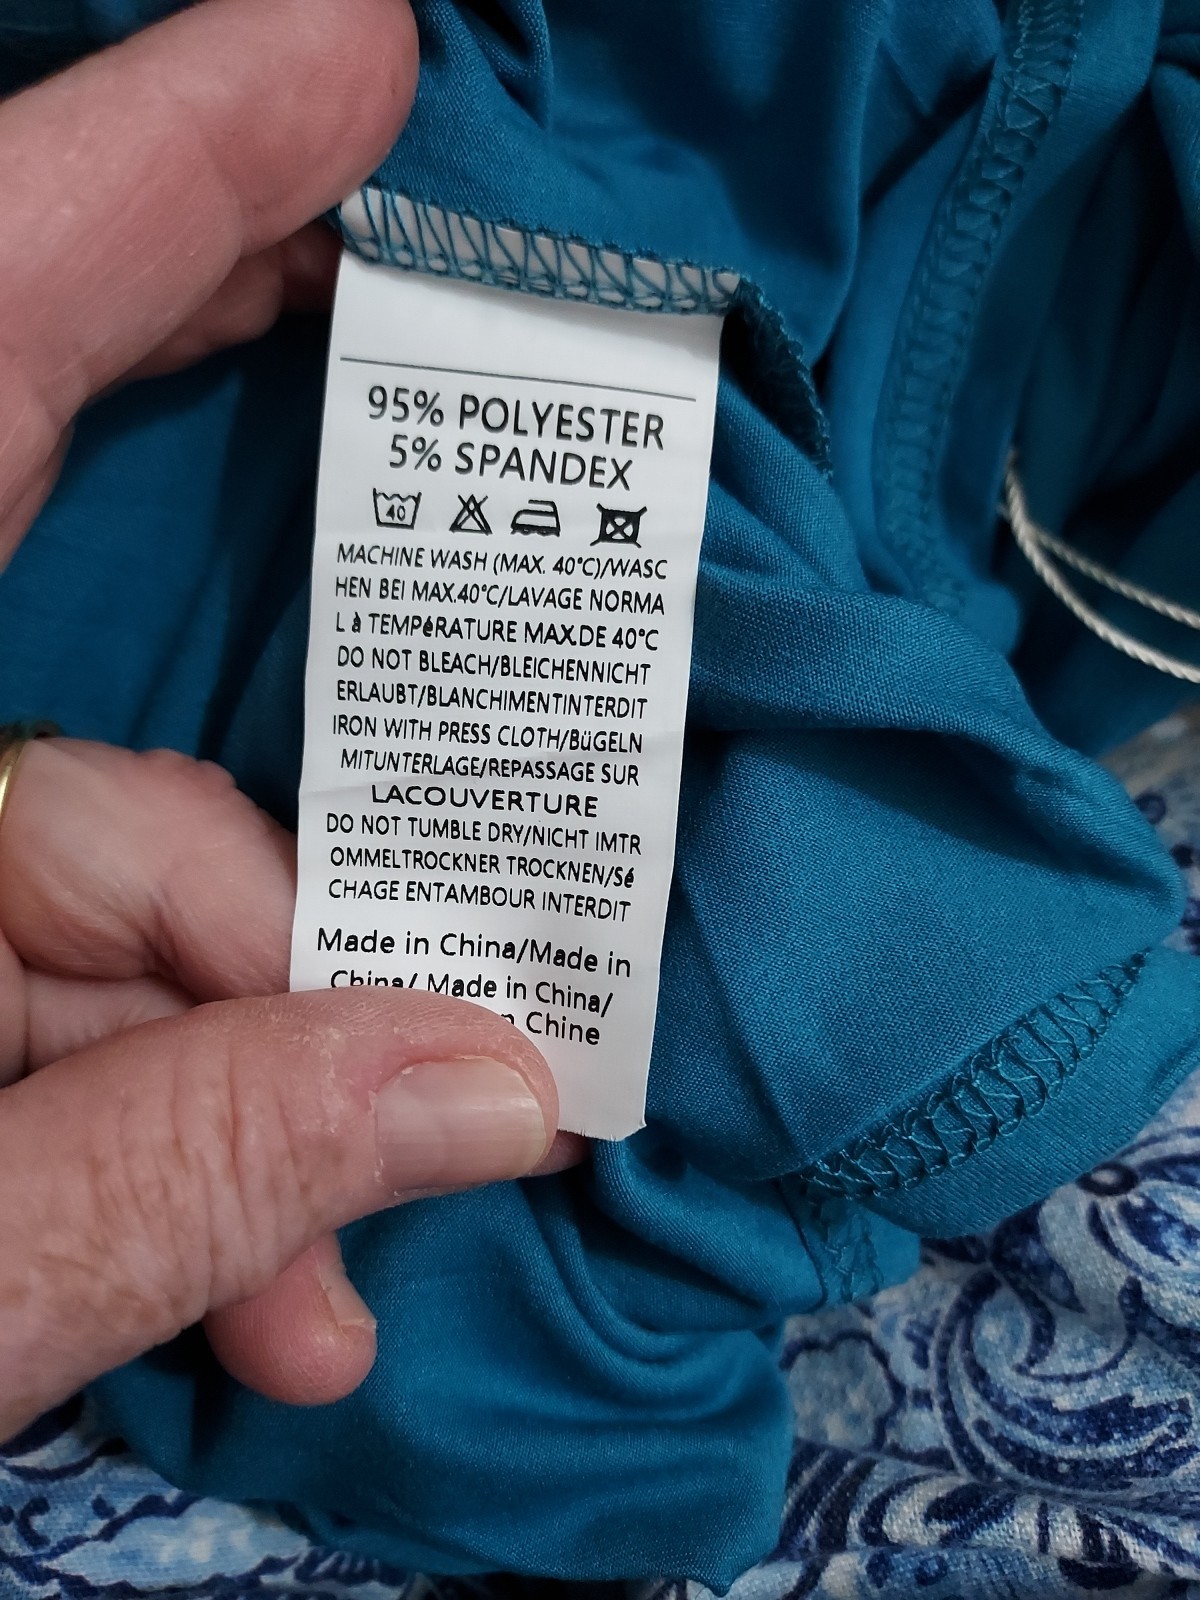 95% POLYESTER
5% SPANDEX
40
MACHINE WASH (MAX. 40°C)/WASC
HEN BEI MAX.40°C/LAVAGE NORMA
L à TEMPéRATURE MAX.DE 40°C
DO NOT BLEACH/BLEICHENNICHT
ERLAUBT/BLANCHIMENTINTERDIT
IRON WITH PRESS CLOTH/BüGELN
MITUNTERLAGE/REPASSAGE SUR
LACOUVERTURE
DO NOT TUMBLE DRY/NICHT IMTR
OMMELTROCKNER TROCKNEN/Sé
CHAGE ENTAMBOUR INTERDIT
Made in China/Made in
China/ Made in China/
Chine